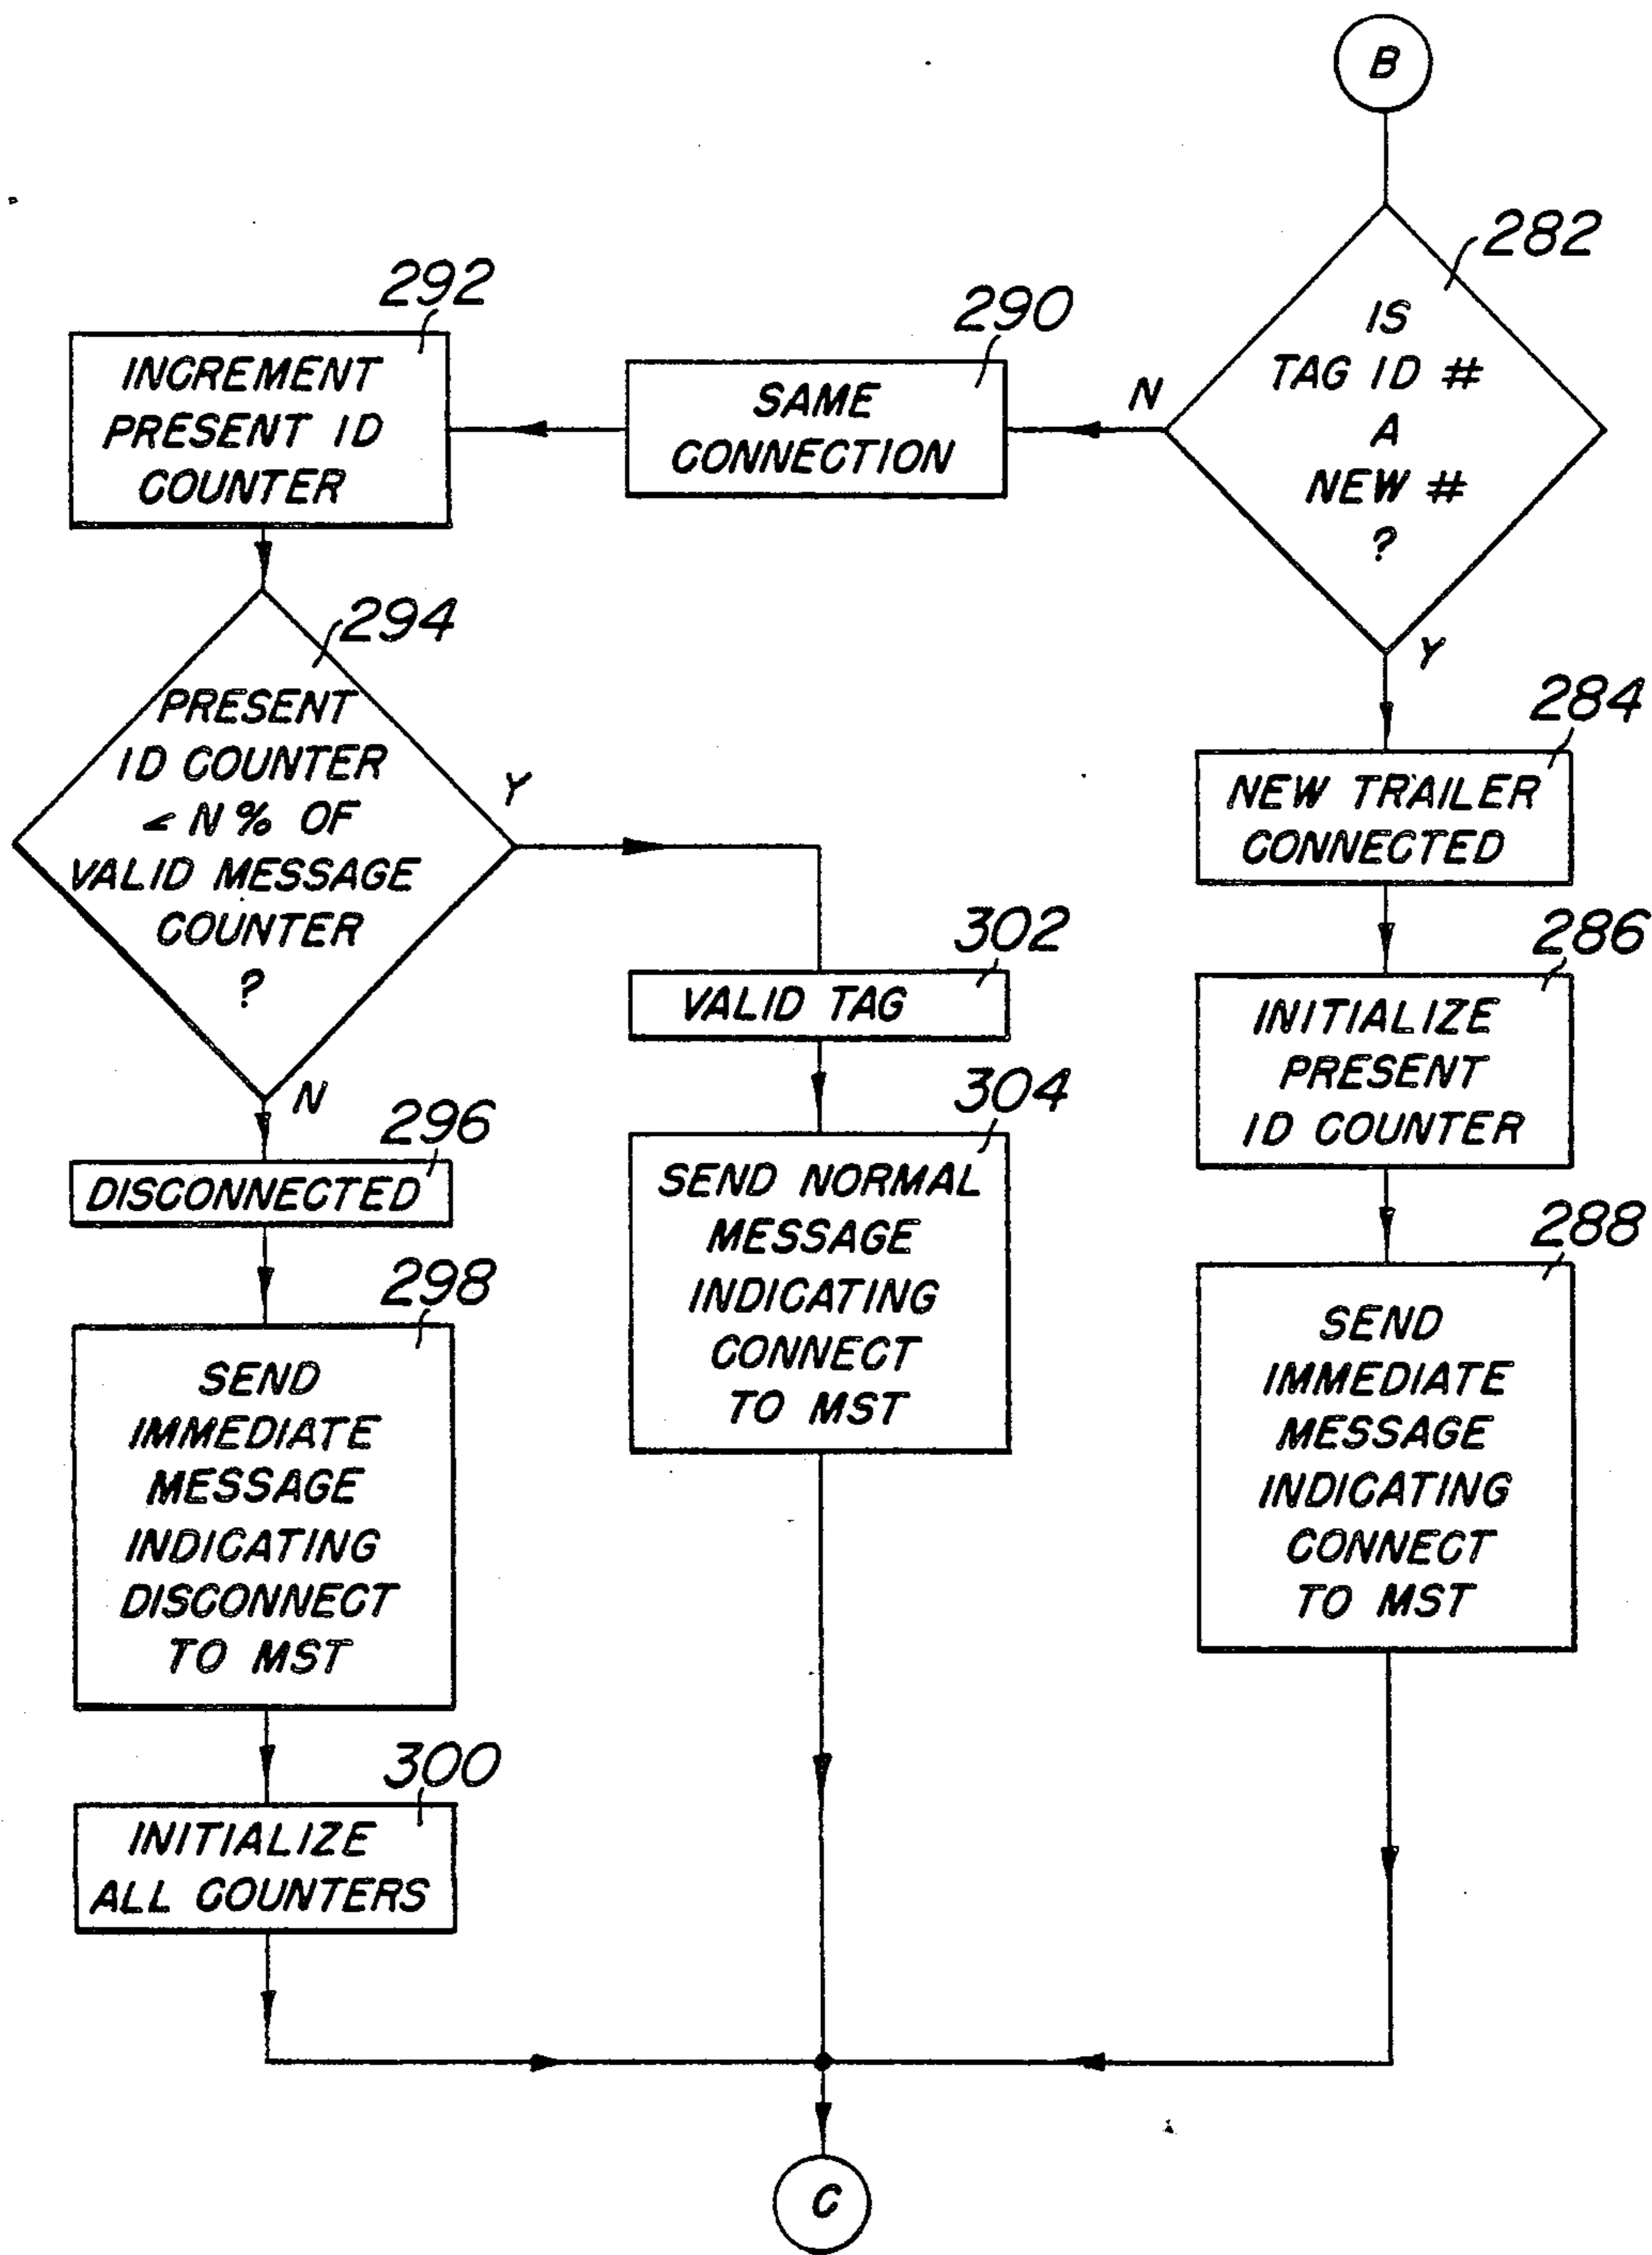 B
282
IS
TAG ID #
A
NEW #
?
N
Y
290
SAME
CONNECTION
292
INCREMENT
PRESENT ID
COUNTER
294
PRESENT
ID COUNTER
< N% OF
VALID MESSAGE
COUNTER
?
Y
N
284
NEW TRAILER
CONNECTED
286
INITIALIZE
PRESENT
ID COUNTER
288
SEND
IMMEDIATE
MESSAGE
INDICATING
CONNECT
TO MST
302
VALID TAG
304
SEND NORMAL
MESSAGE
INDICATING
CONNECT
TO MST
296
DISCONNECTED
298
SEND
IMMEDIATE
MESSAGE
INDICATING
DISCONNECT
TO MST
300
INITIALIZE
ALL COUNTERS
C